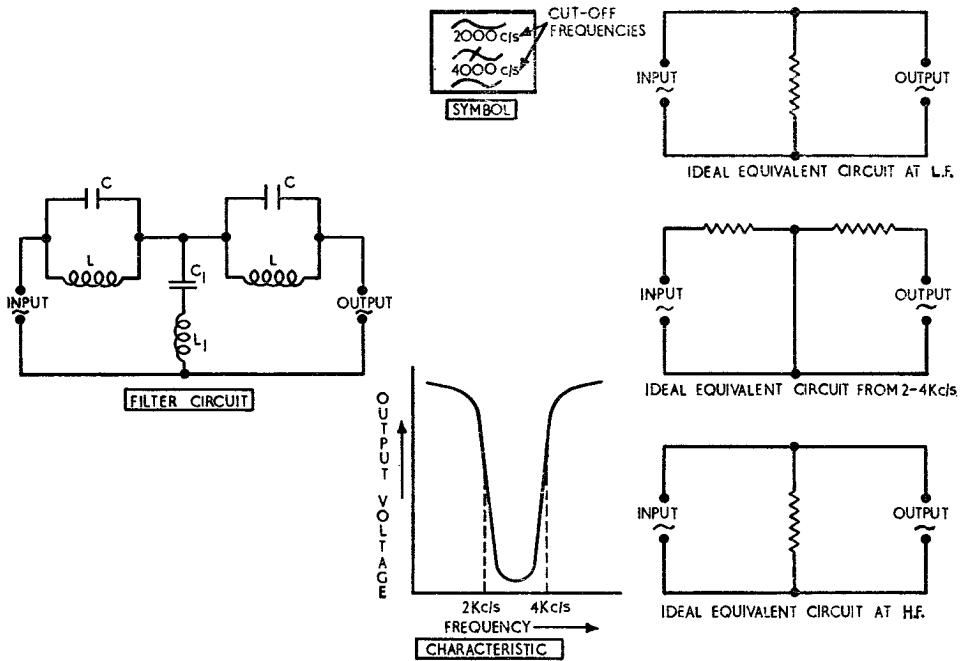 CUT-OFF
FREQUENCIES
2000 c/s
4000 c/s
SYMBOL
INPUT
OUTPUT
IDEAL EQUIVALENT CIRCUIT AT L.F.
C
C
L
C1
L
INPUT
OUTPUT
L1
FILTER CIRCUIT
INPUT
OUTPUT
IDEAL EQUIVALENT CIRCUIT FROM 2-4Kc/s
OUTPUT VOLTAGE
2Kc/s
4Kc/s
FREQUENCY
CHARACTERISTIC
INPUT
OUTPUT
IDEAL EQUIVALENT CIRCUIT AT H.F.